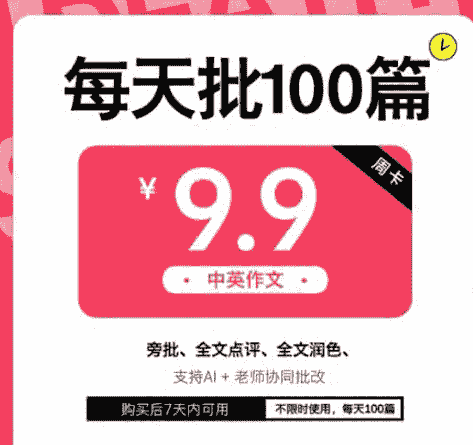 每天批100篇
周卡
¥9.9
• 中英作文 •
旁批、全文点评、全文润色、
支持AI + 老师协同批改
购买后7天内可用 不限时使用，每天100篇